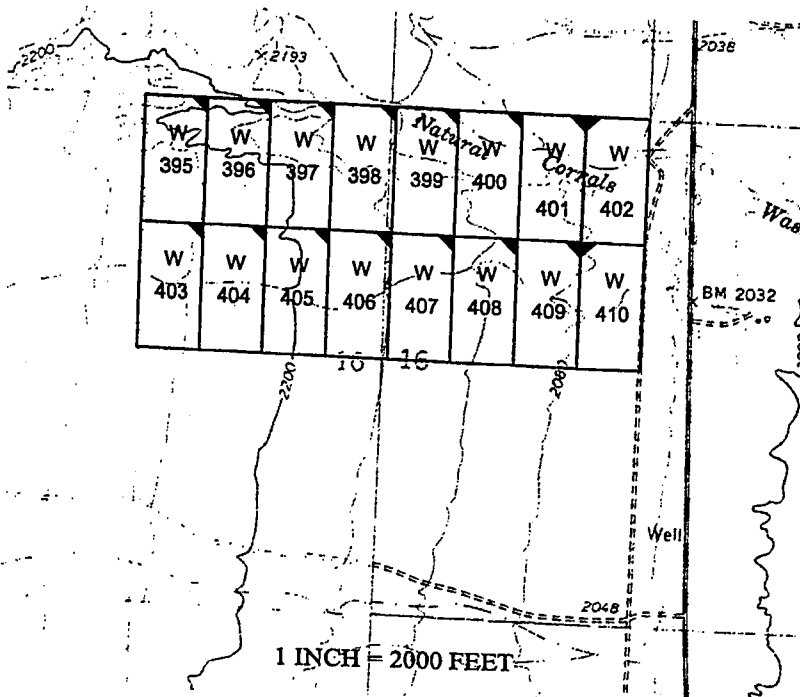 2200
2193
2038
Natural
Corrals
W 395
W 396
W 397
W 398
W 399
W 400
W 401
W 402
Was
W 403
W 404
W 405
W 406
W 407
W 408
W 409
W 410
BM 2032
16
2200
2080
Well
2048
1 INCH = 2000 FEET